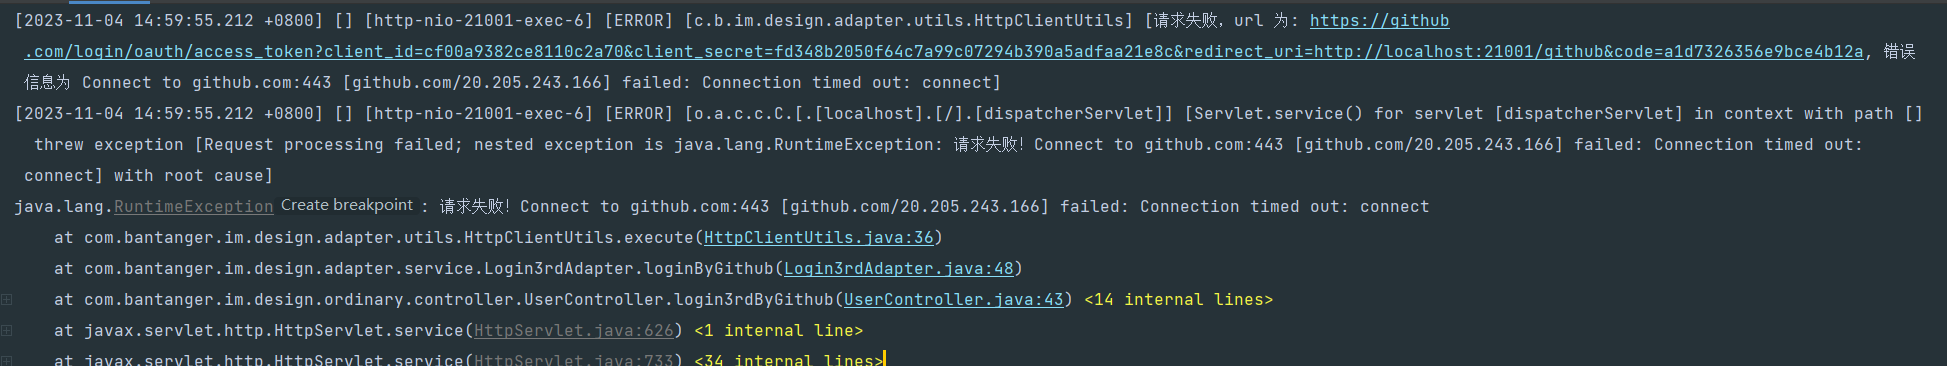 [2023-11-04 14:59:55.212 +0800] [] [http-nio-21001-exec-6] [ERROR] [c.b.im.design.adapter.utils.HttpClientUtils] [请求失败，url 为: https://github
.com/login/oauth/access_token?client_id=cf00a9382ce8110c2a70&client_secret=fd348b2050f64c7a99c07294b390a5adfaa21e8c&redirect_uri=http://localhost:21001/github&code=a1d7326356e9bce4b12a, 错误
信息为 Connect to github.com:443 [github.com/20.205.243.166] failed: Connection timed out: connect]
[2023-11-04 14:59:55.212 +0800] [] [http-nio-21001-exec-6] [ERROR] [o.a.c.c.C.[.[localhost].[/].[dispatcherServlet]] [Servlet.service() for servlet [dispatcherServlet] in context with path []
threw exception [Request processing failed; nested exception is java.lang.RuntimeException: 请求失败！Connect to github.com:443 [github.com/20.205.243.166] failed: Connection timed out:
connect] with root cause]
java.lang.RuntimeException Create breakpoint : 请求失败！Connect to github.com:443 [github.com/20.205.243.166] failed: Connection timed out: connect
at com.bantanger.im.design.adapter.utils.HttpClientUtils.execute(HttpClientUtils.java:36)
at com.bantanger.im.design.adapter.service.Login3rdAdapter.loginByGithub(Login3rdAdapter.java:48)
at com.bantanger.im.design.ordinary.controller.UserController.login3rdByGithub(UserController.java:43) <14 internal lines>
at javax.servlet.http.HttpServlet.service(HttpServlet.java:626) <1 internal line>
at javax.servlet.http.HttpServlet.service(HttpServlet.java:733) <34 internal lines>